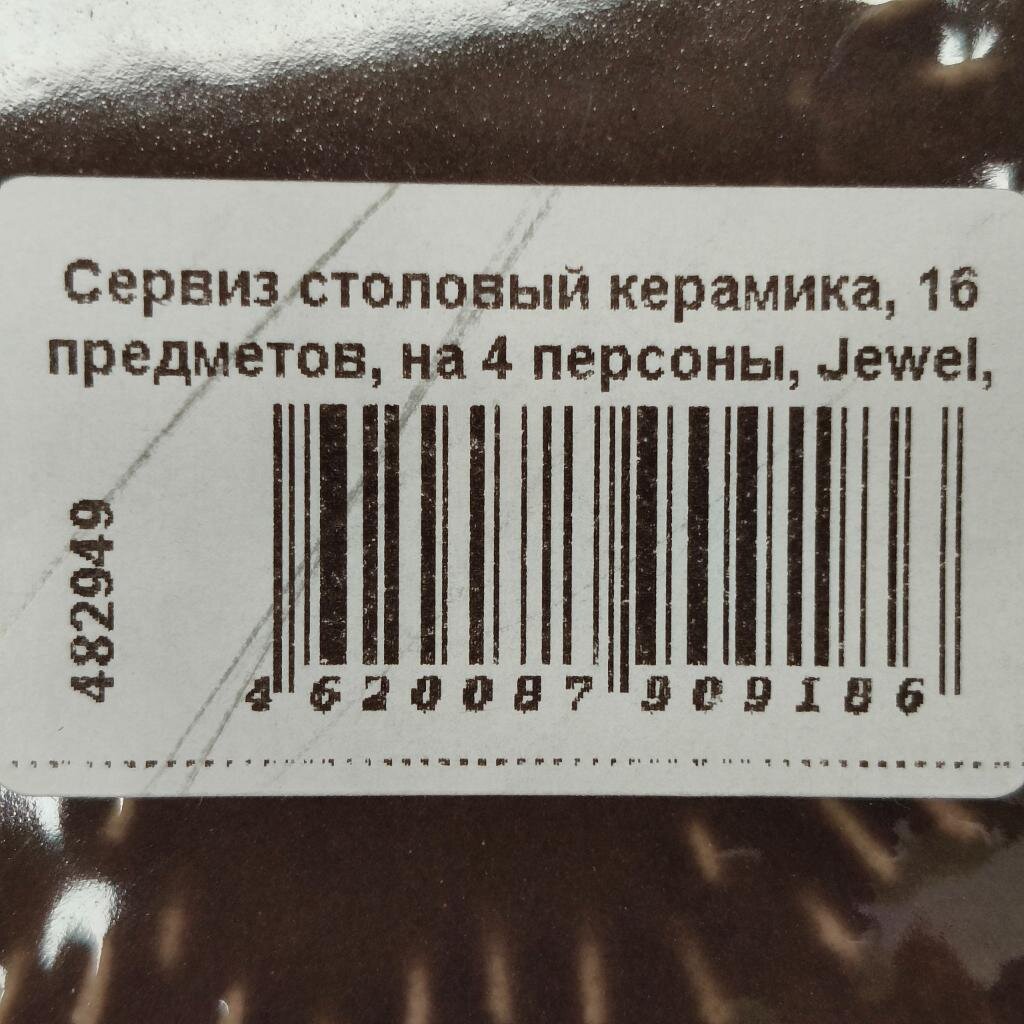 Сервиз столовый керамика, 16
предметов, на 4 персоны, Jewel,
482949
4 620087 909186